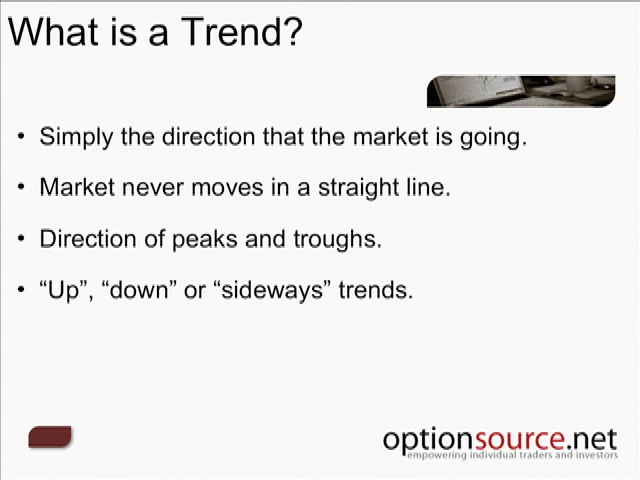 What is a Trend?
• Simply the direction that the market is going.
• Market never moves in a straight line.
• Direction of peaks and troughs.
• “Up”, “down” or “sideways” trends.
optionsource.net
empowering individual traders and investors